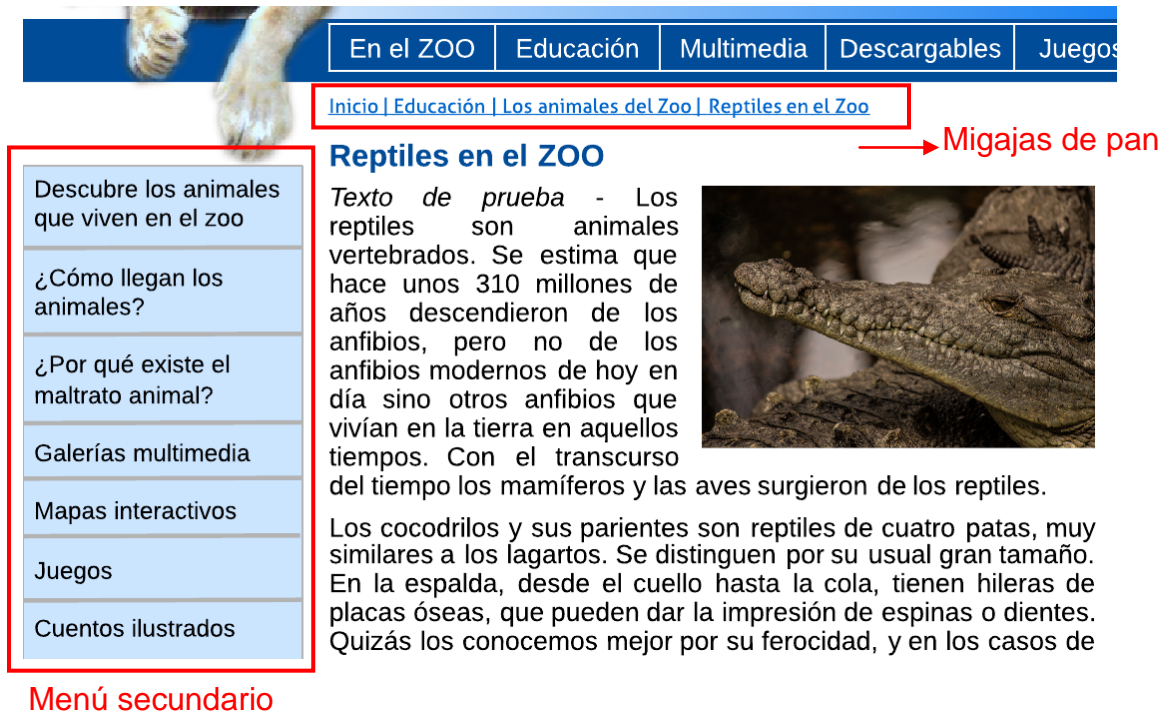 En el ZOO
Educación
Multimedia
Descargables
Juegos
Inicio | Educación | Los animales del Zoo | Reptiles en el Zoo
Migajas de pan
Descubre los animales
que viven en el zoo
¿Cómo llegan los
animales?
¿Por qué existe el
maltrato animal?
Galerías multimedia
Mapas interactivos
Juegos
Cuentos ilustrados
Menú secundario
Reptiles en el ZOO
Texto de prueba - Los
reptiles son animales
vertebrados. Se estima que
hace unos 310 millones de
años descendieron de los
anfibios, pero no de los
anfibios modernos de hoy en
día sino otros anfibios que
vivían en la tierra en aquellos
tiempos. Con el transcurso
del tiempo los mamíferos y las aves surgieron de los reptiles.
Los cocodrilos y sus parientes son reptiles de cuatro patas, muy
similares a los lagartos. Se distinguen por su usual gran tamaño.
En la espalda, desde el cuello hasta la cola, tienen hileras de
placas óseas, que pueden dar la impresión de espinas o dientes.
Quizás los conocemos mejor por su ferocidad, y en los casos de